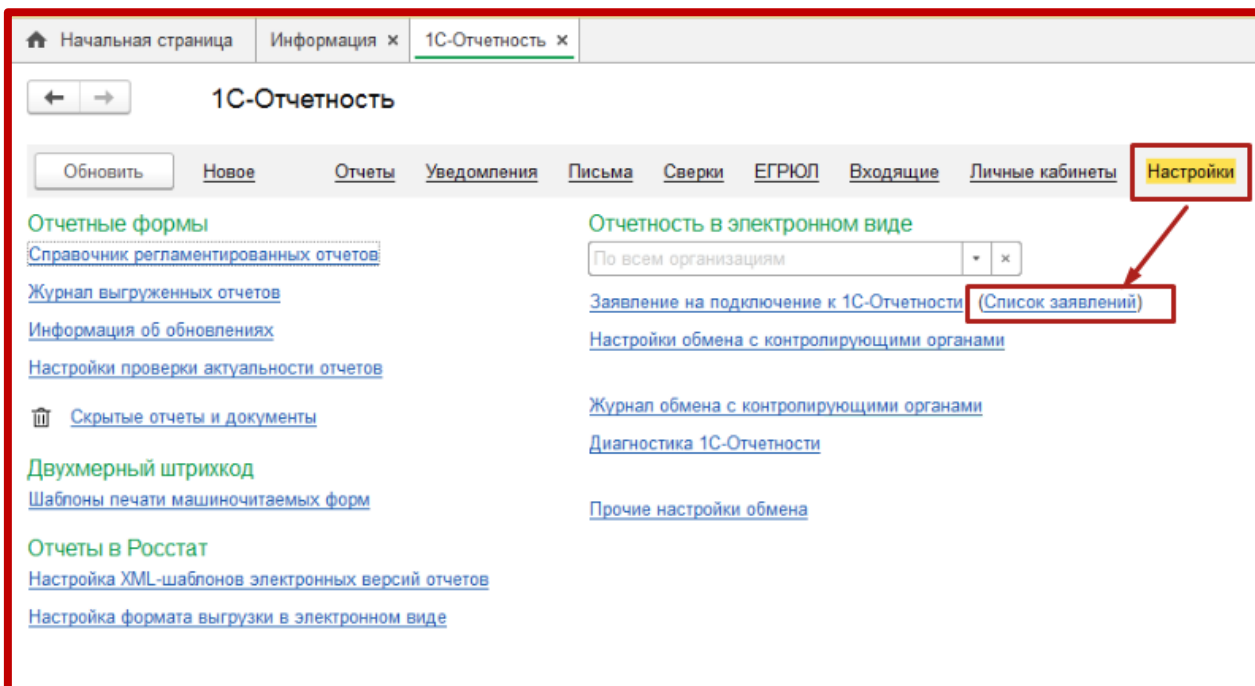 Начальная страница
Информация ×
1С-Отчетность ×
1С-Отчетность
Обновить Новое Отчеты Уведомления Письма Сверки ЕГРЮЛ Входящие Личные кабинеты Настройки
Отчетные формы
Справочник регламентированных отчетов
Журнал выгруженных отчетов
Информация об обновлениях
Настройки проверки актуальности отчетов
Скрытые отчеты и документы
Двухмерный штрихкод
Шаблоны печати машиночитаемых форм
Отчеты в Росстат
Настройка XML-шаблонов электронных версий отчетов
Настройка формата выгрузки в электронном виде
Отчетность в электронном виде
По всем организациям
Заявление на подключение к 1С-Отчетности (Список заявлений)
Настройки обмена с контролирующими органами
Журнал обмена с контролирующими органами
Диагностика 1С-Отчетности
Прочие настройки обмена